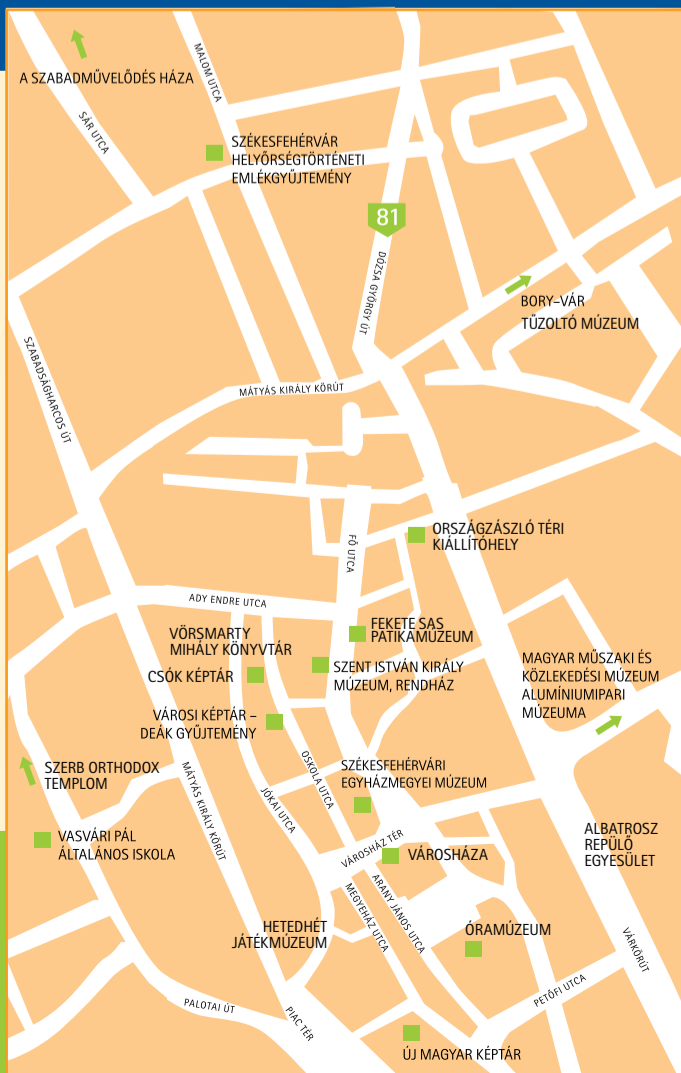 MALOM UTCA
A SZABADMŰVELŐDÉS HÁZA
SÁR UTCA
SZÉKESFEHÉRVÁR
HELYŐRSÉGTÖRTÉNETI
EMLÉKGYŰJTEMÉNY
81
DÓZSA GYÖRGY ÚT
BORY–VÁR
TŰZOLTÓ MÚZEUM
SZABADSÁGHARCOS ÚT
MÁTYÁS KIRÁLY KÖRÚT
ORSZÁGZÁSZLÓ TÉRI
KIÁLLÍTÓHELY
FŐ UTCA
ADY ENDRE UTCA
FEKETE SAS
PATIKAMÚZEUM
VÖRSMARTY
MIHÁLY KÖNYVTÁR
CSÓK KÉPTÁR
SZENT ISTVÁN KIRÁLY
MÚZEUM, RENDHÁZ
MAGYAR MŰSZAKI ÉS
KÖZLEKEDÉSI MÚZEUM
ALUMÍNIUMIPARI
MÚZEUMA
VÁROSI KÉPTÁR –
DEÁK GYŰJTEMÉNY
OSKOLA UTCA
SZÉKESFEHÉRVÁRI
EGYHÁZMEGYEI MÚZEUM
SZERB ORTHODOX
TEMPLOM
MÁTYÁS KIRÁLY KÖRÚT
JÓKAI UTCA
VASVÁRI PÁL
ÁLTALÁNOS ISKOLA
VÁROSHÁZ TÉR
VÁROSHÁZA
ALBATROSZ
REPÜLŐ
EGYESÜLET
MEGYEHÁZ UTCA
ARANY JÁNOS UTCA
HETEDHÉT
JÁTÉKMÚZEUM
ÓRAMÚZEUM
VÁRKÖRÚT
PETŐFI UTCA
PALOTAI ÚT
PIAC TÉR
ÚJ MAGYAR KÉPTÁR